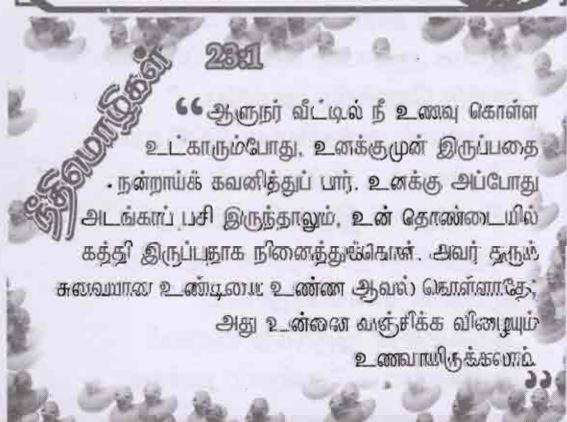 நீதிமொழிகள்
23:1
“ ஆளுநர் வீட்டில் நீ உணவு கொள்ள
உட்காரும்போது, உனக்குமுன் இருப்பதை
நன்றாய்க் கவனித்துப் பார். உனக்கு அப்போது
அடங்காப் பசி இருந்தாலும், உன் தொண்டையில்
கத்தி இருப்பதாக நினைத்துக்கொள். அவர் தரும்
சுவையான உண்டியை உண்ண ஆவல் கொள்ளாதே;
அது உன்னை வஞ்சிக்க விழையும்
உணவாயிருக்கலாம்.
”